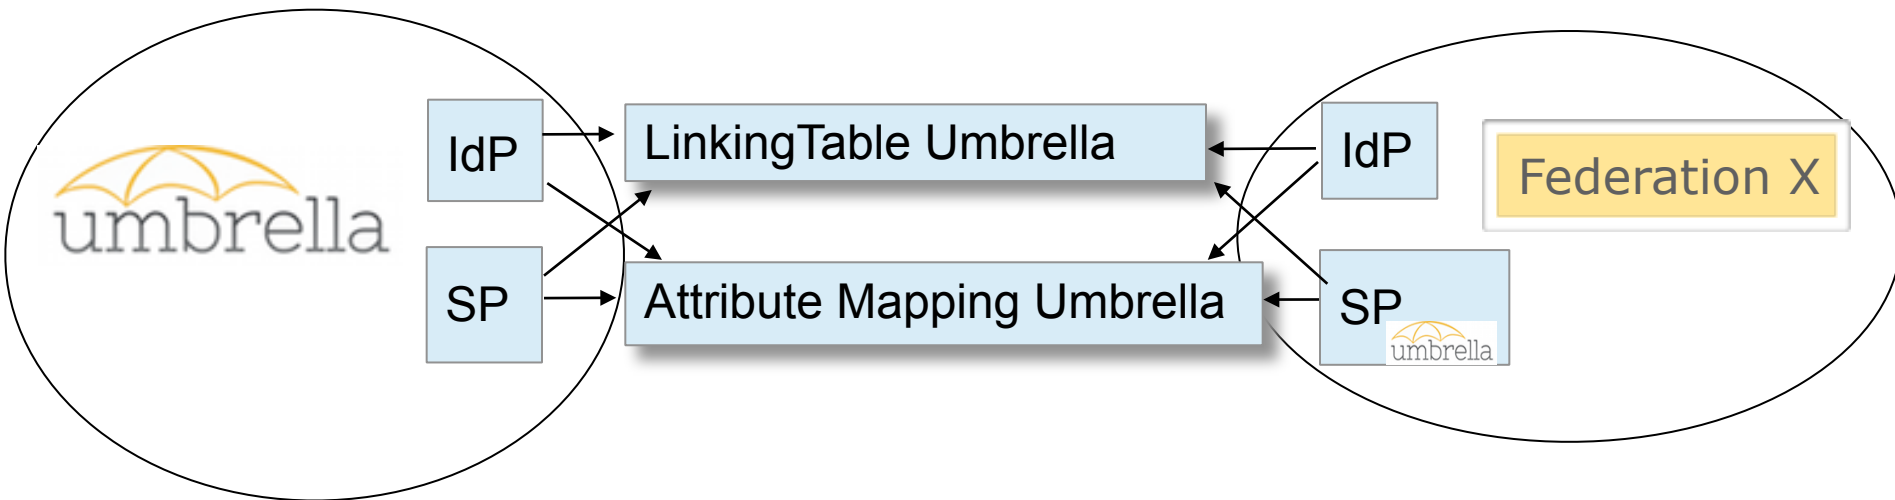 umbrella
IdP
SP
LinkingTable Umbrella
Attribute Mapping Umbrella
IdP
SP
umbrella
Federation X